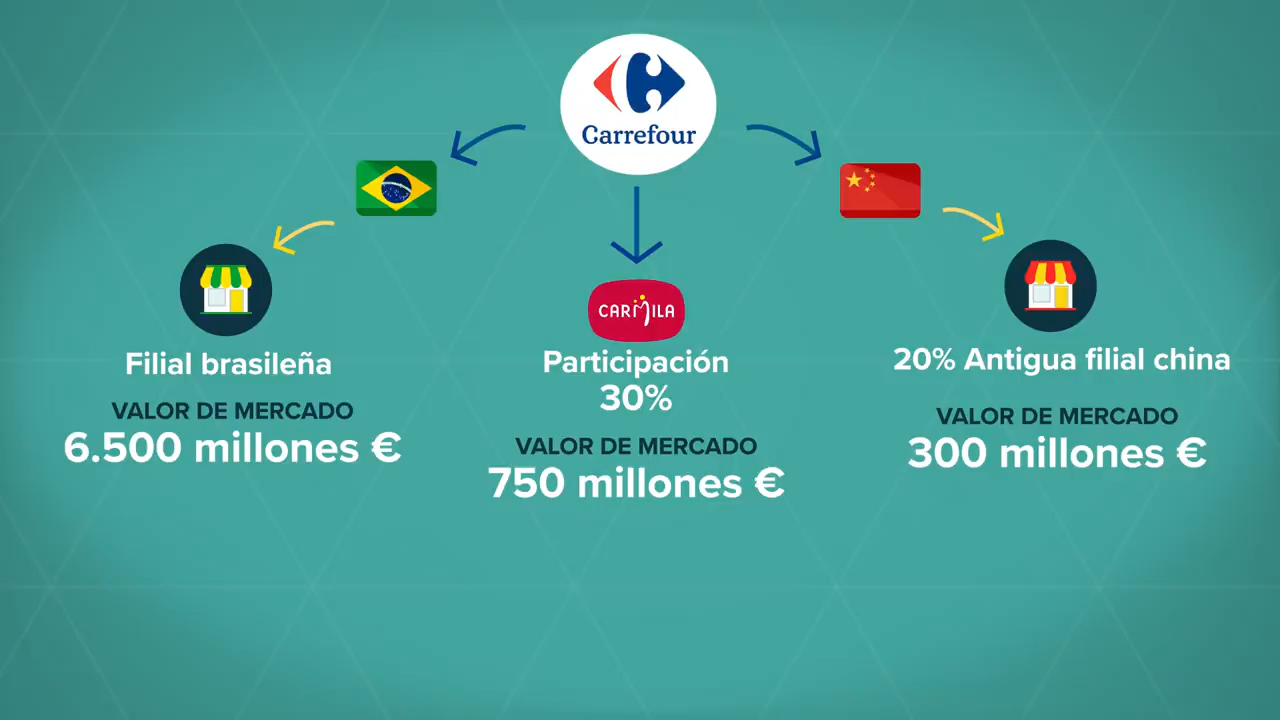 Carrefour
CARMILA
Filial brasileña
VALOR DE MERCADO
6.500 millones €
Participación
30%
VALOR DE MERCADO
750 millones €
20% Antigua filial china
VALOR DE MERCADO
300 millones €